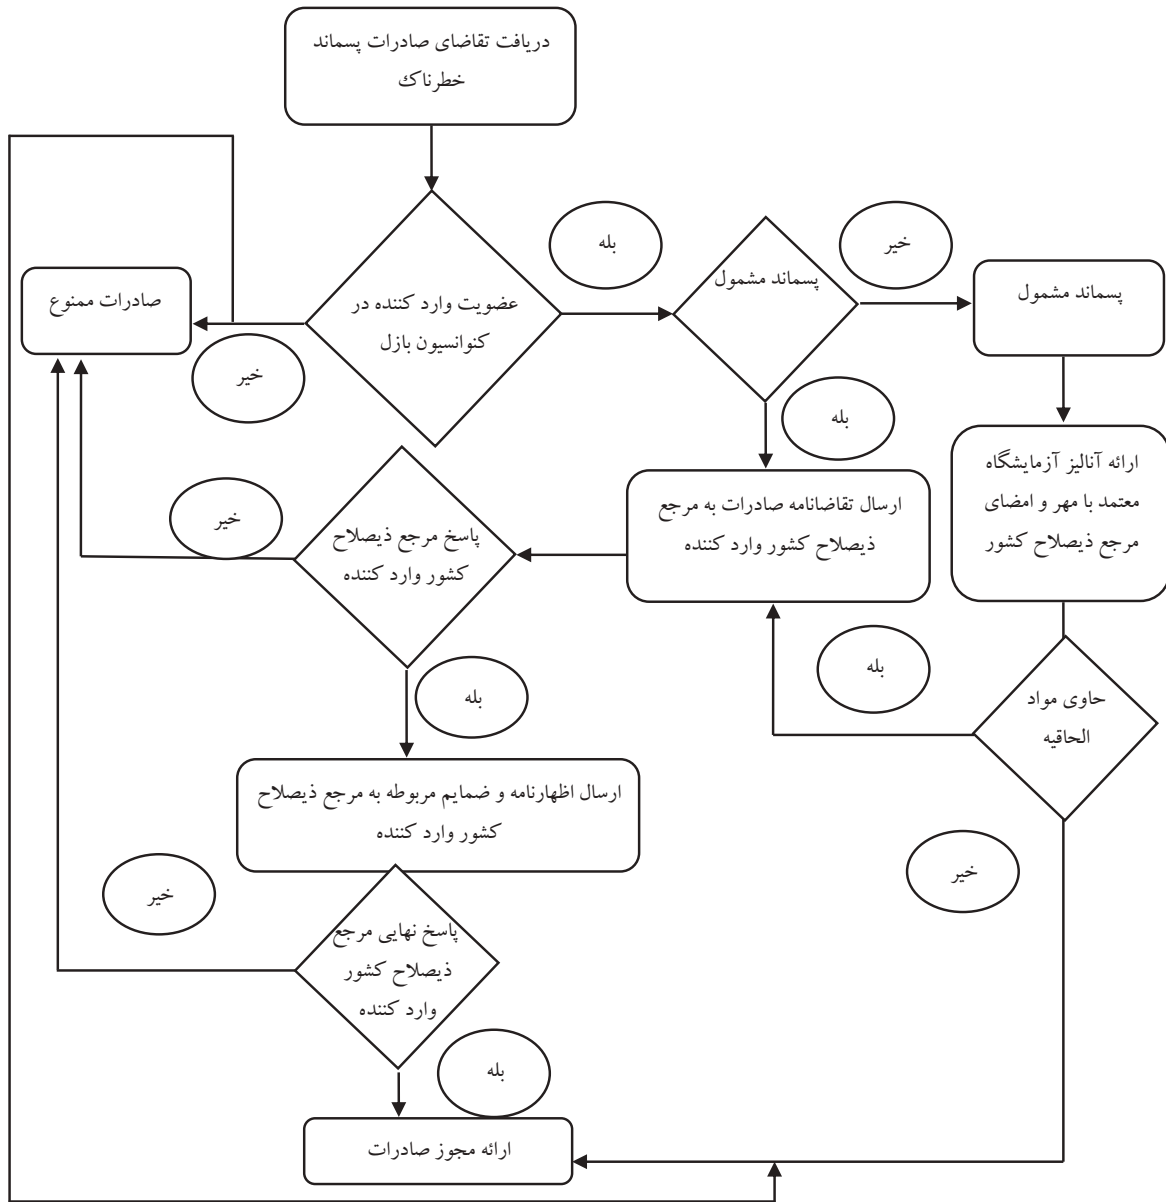 دریافت تقاضای صادرات پسماند
خطرناک
بله
خیر
پسماند مشمول
پسماند مشمول
عضویت وارد کننده در
کنوانسیون بازل
صادرات ممنوع
خیر
بله
ارائه آنالیز آزمایشگاه
معتمد با مهر و امضای
مرجع ذیصلاح کشور
ارسال تقاضانامه صادرات به مرجع
ذیصلاح کشور وارد کننده
پاسخ مرجع ذیصلاح
کشور وارد کننده
خیر
بله
بله
حاوی مواد
الحاقیه
ارسال اظهارنامه و ضمایم مربوطه به مرجع ذیصلاح
کشور وارد کننده
خیر
خیر
پاسخ نهایی مرجع
ذیصلاح کشور
وارد کننده
بله
ارائه مجوز صادرات